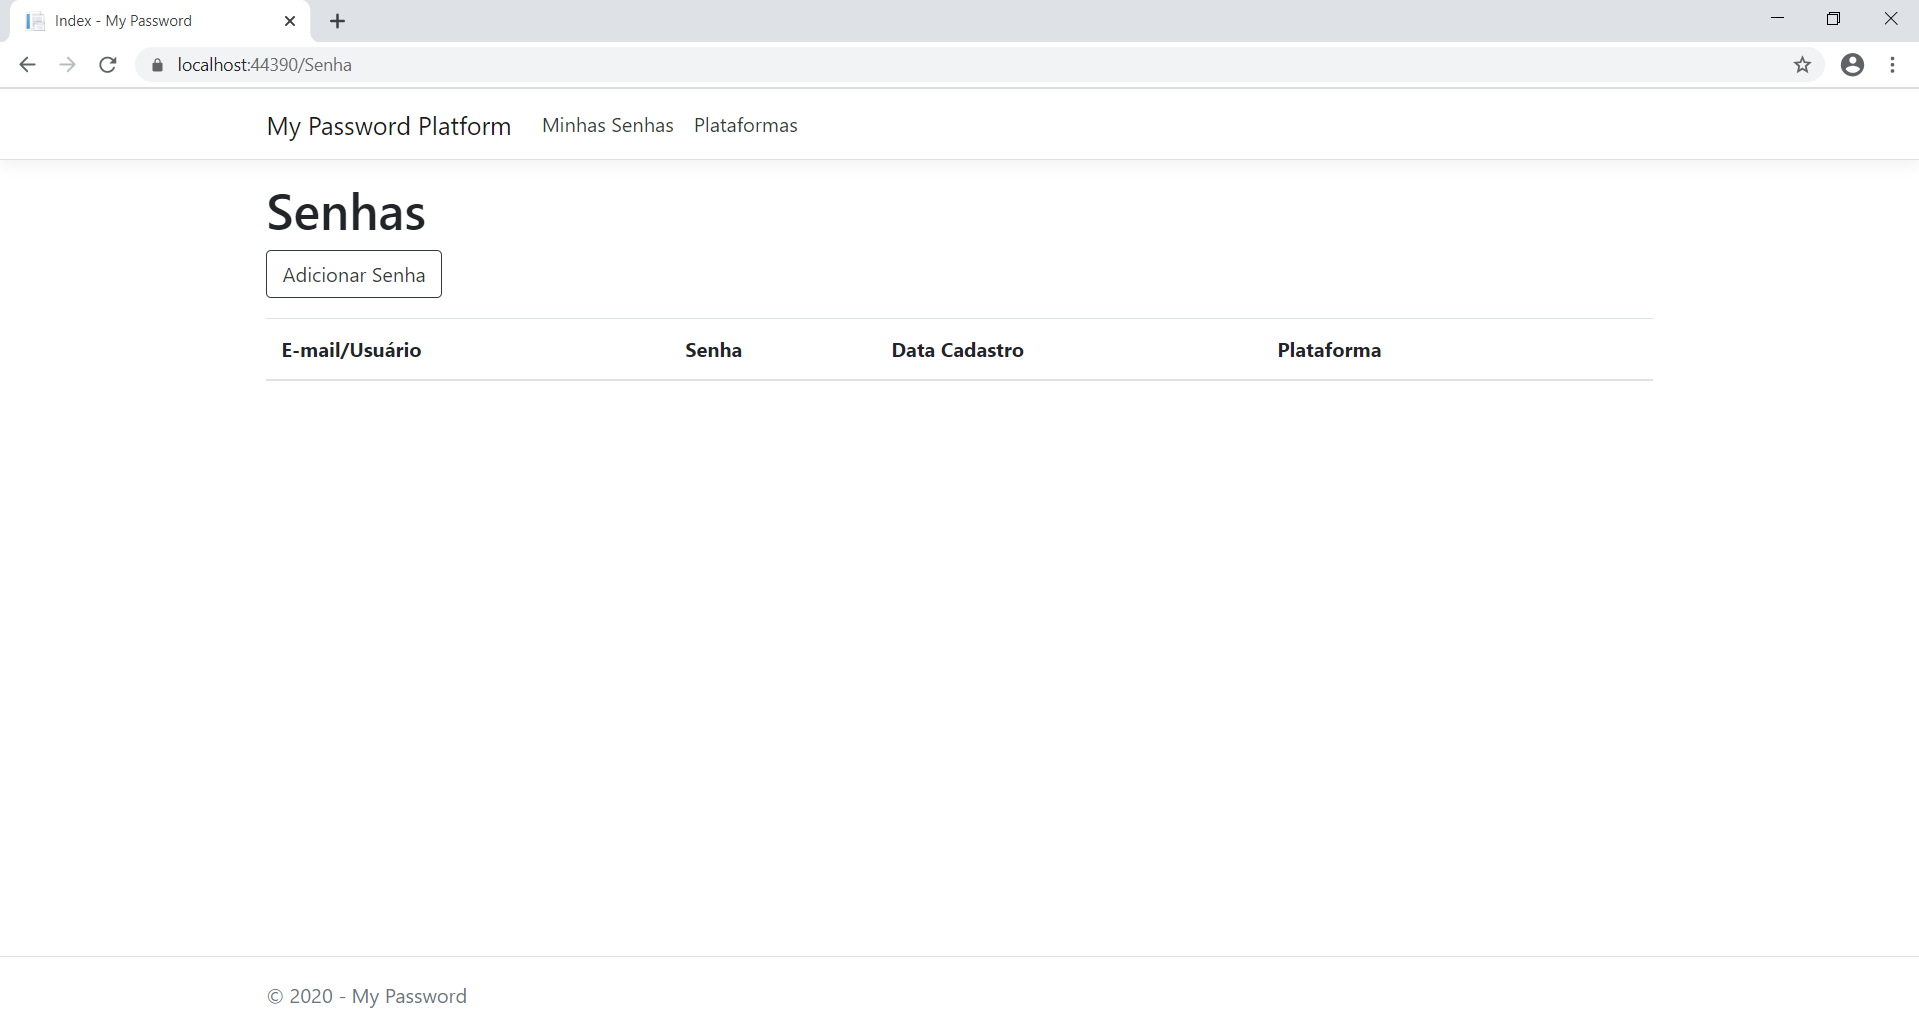 Index - My Password
localhost:44390/Senha
My Password Platform Minhas Senhas Plataformas
Senhas
Adicionar Senha
E-mail/Usuário Senha Data Cadastro Plataforma
© 2020 - My Password